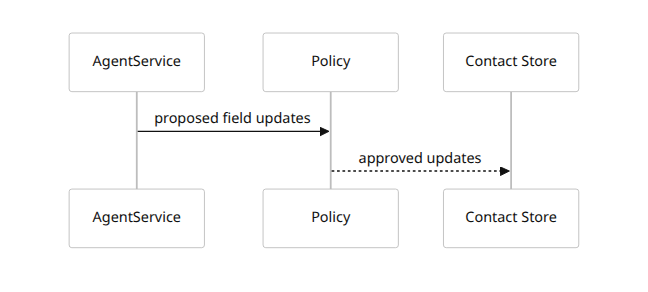 AgentService
Policy
Contact Store
proposed field updates
approved updates
AgentService
Policy
Contact Store